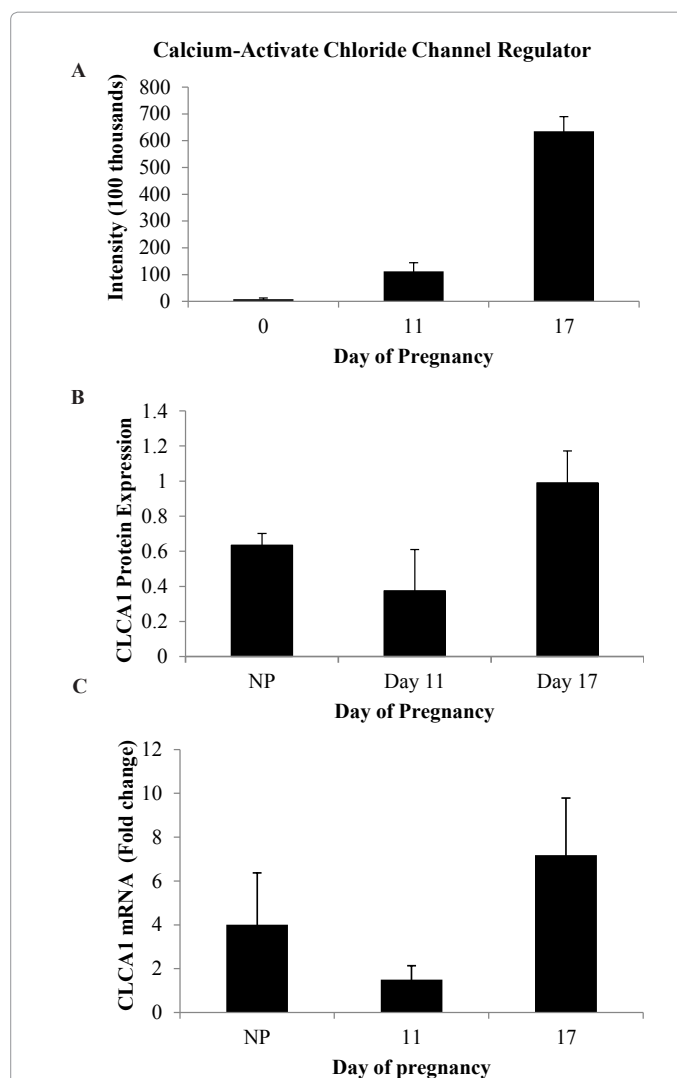 Calcium-Activate Chloride Channel Regulator
A
Intensity (100 thousands)
800
700
600
500
400
300
200
100
0
0 11 17
Day of Pregnancy
B
CLCA1 Protein Expression
1.4
1.2
1
0.8
0.6
0.4
0.2
0
NP Day 11 Day 17
Day of Pregnancy
C
CLCA1 mRNA (Fold change)
12
10
8
6
4
2
0
NP 11 17
Day of pregnancy